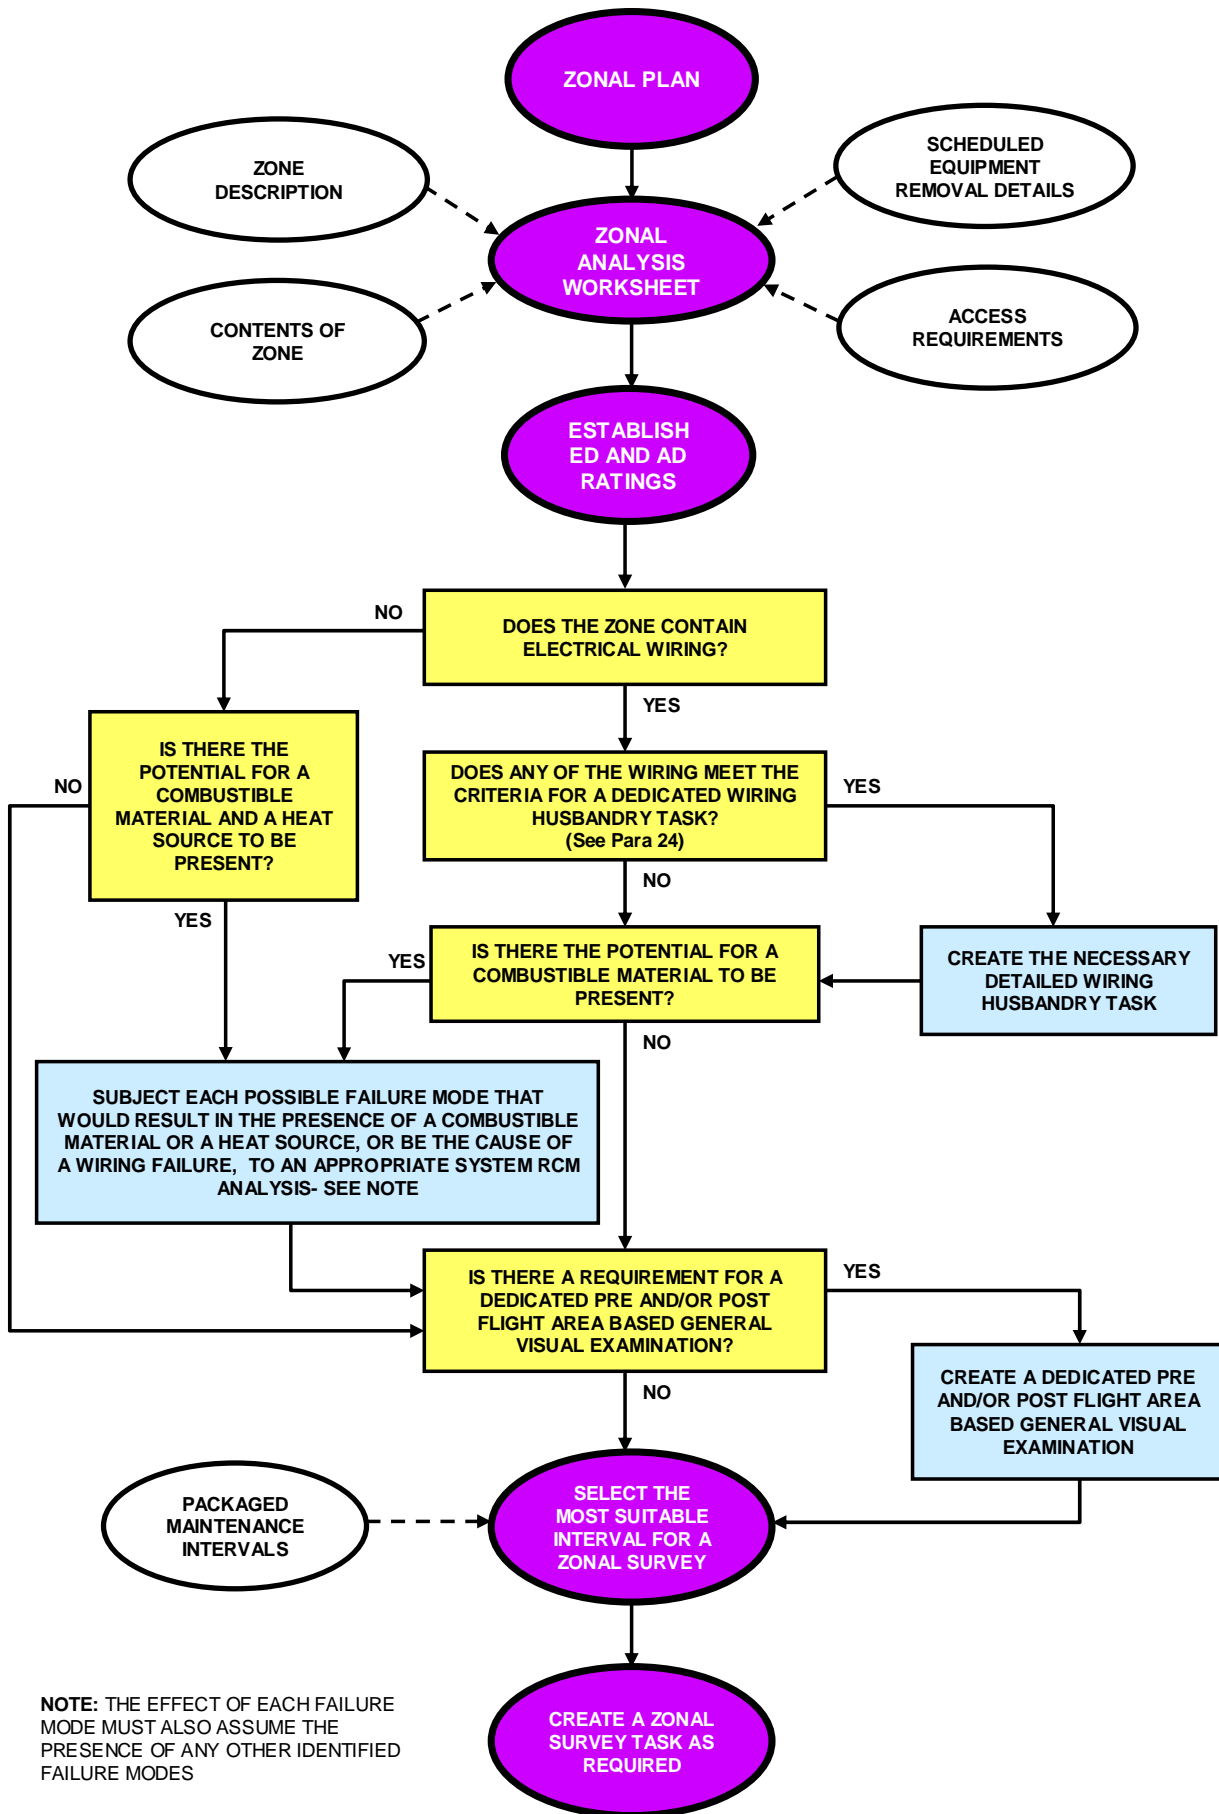 ZONAL PLAN
ZONE
DESCRIPTION
SCHEDULED
EQUIPMENT
REMOVAL DETAILS
ZONAL
ANALYSIS
WORKSHEET
CONTENTS OF
ZONE
ACCESS
REQUIREMENTS
ESTABLISH
ED AND AD
RATINGS
NO
DOES THE ZONE CONTAIN
ELECTRICAL WIRING?
YES
IS THERE THE
POTENTIAL FOR A
COMBUSTIBLE
MATERIAL AND A HEAT
SOURCE TO BE
PRESENT?
NO
DOES ANY OF THE WIRING MEET THE
CRITERIA FOR A DEDICATED WIRING
HUSBANDRY TASK?
(See Para 24)
YES
NO
YES
YES
IS THERE THE POTENTIAL FOR A
COMBUSTIBLE MATERIAL TO BE
PRESENT?
CREATE THE NECESSARY
DETAILED WIRING
HUSBANDRY TASK
NO
SUBJECT EACH POSSIBLE FAILURE MODE THAT
WOULD RESULT IN THE PRESENCE OF A COMBUSTIBLE
MATERIAL OR A HEAT SOURCE, OR BE THE CAUSE OF
A WIRING FAILURE, TO AN APPROPRIATE SYSTEM RCM
ANALYSIS- SEE NOTE
IS THERE A REQUIREMENT FOR A
DEDICATED PRE AND/OR POST
FLIGHT AREA BASED GENERAL
VISUAL EXAMINATION?
YES
NO
CREATE A DEDICATED PRE
AND/OR POST FLIGHT AREA
BASED GENERAL VISUAL
EXAMINATION
PACKAGED
MAINTENANCE
INTERVALS
SELECT THE
MOST SUITABLE
INTERVAL FOR A
ZONAL SURVEY
NOTE: THE EFFECT OF EACH FAILURE
MODE MUST ALSO ASSUME THE
PRESENCE OF ANY OTHER IDENTIFIED
FAILURE MODES
CREATE A ZONAL
SURVEY TASK AS
REQUIRED